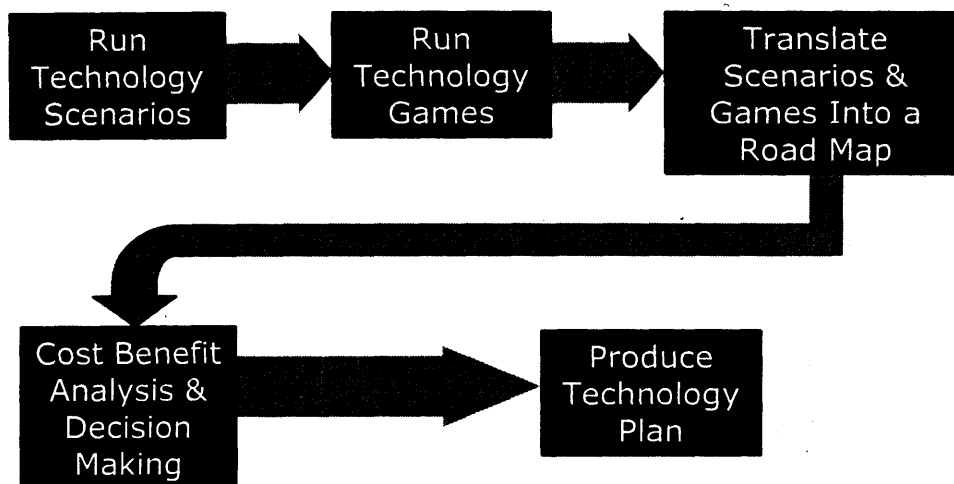 Run
Technology
Scenarios
Run
Technology
Games
Translate
Scenarios &
Games Into a
Road Map
Cost Benefit
Analysis &
Decision
Making
Produce
Technology
Plan